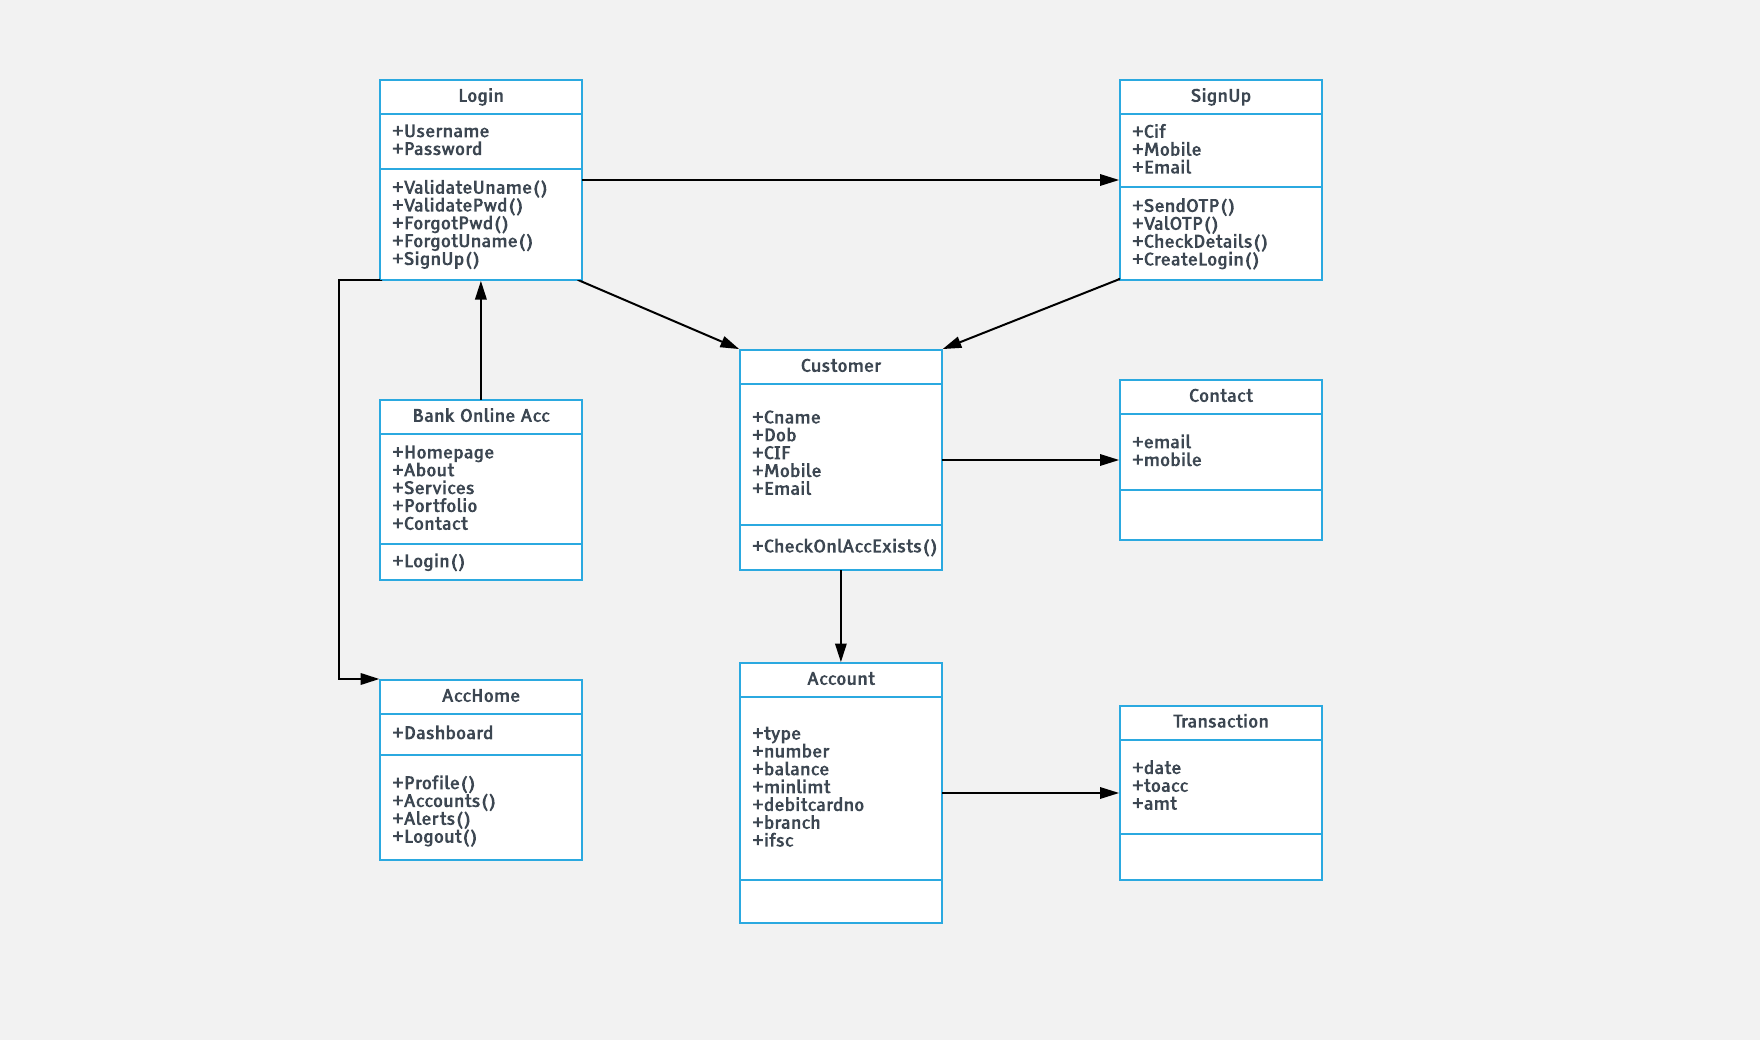 Login
+Username
+Password
+ValidateUname()
+ValidatePwd()
+ForgotPwd()
+ForgotUname()
+SignUp()
SignUp
+Cif
+Mobile
+Email
+SendOTP()
+ValOTP()
+CheckDetails()
+CreateLogin()
Customer
+Cname
+Dob
+CIF
+Mobile
+Email
+CheckOnlAccExists()
Contact
+email
+mobile
Bank Online Acc
+Homepage
+About
+Services
+Portfolio
+Contact
+Login()
AccHome
+Dashboard
+Profile()
+Accounts()
+Alerts()
+Logout()
Account
+type
+number
+balance
+minlimt
+debitcardno
+branch
+ifsc
Transaction
+date
+toacc
+amt